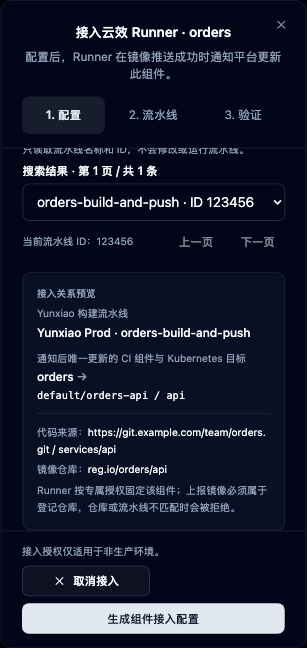 接入云效 Runner · orders
配置后，Runner 在镜像推送成功时通知平台更新
此组件。
1. 配置
2. 流水线
3. 验证
只读取流水线名称和 ID，不会修改或运行流水线。
搜索结果 · 第 1 页 / 共 1 条
orders-build-and-push · ID 123456
当前流水线 ID：123456
上一页
下一页
接入关系预览
Yunxiao 构建流水线
Yunxiao Prod · orders-build-and-push
通知后唯一更新的 CI 组件与 Kubernetes 目标
orders →
default/orders-api / api
代码来源：https://git.example.com/team/orders.
git / services/api
镜像仓库：reg.io/orders/api
Runner 按专属授权固定该组件；上报镜像必须属于
登记仓库，仓库或流水线不匹配时会被拒绝。
接入授权仅适用于非生产环境。
× 取消接入
生成组件接入配置